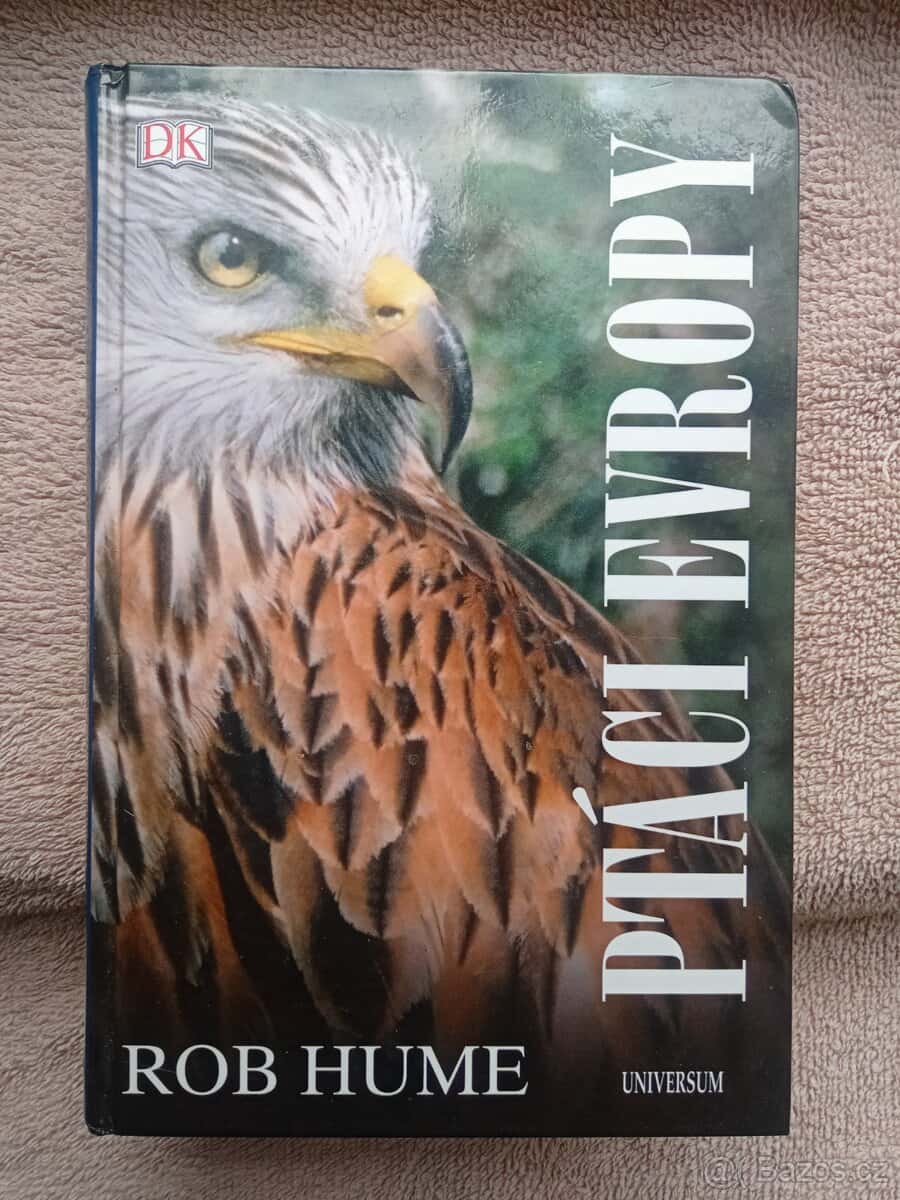 DK
PTÁCI EVROPY
ROB HUME
UNIVERSUM
@ Bazos.cz